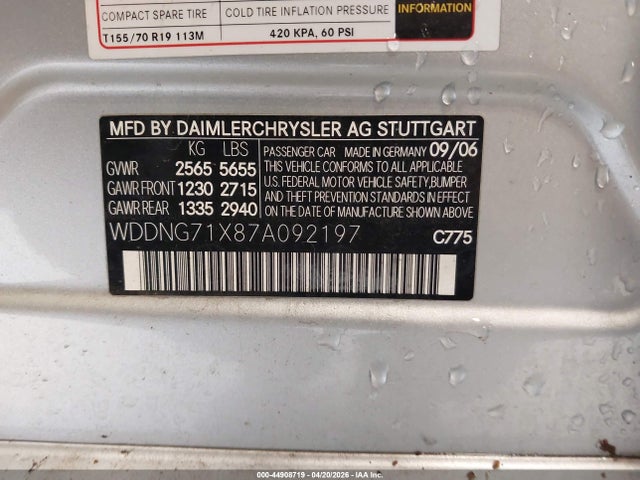 COMPACT SPARE TIRE COLD TIRE INFLATION PRESSURE
T155/70 R19 113M 420 KPA, 60 PSI
INFORMATION
MFD BY DAIMLERCHRYSLER AG STUTTGART
KG LBS
GVWR 2565 5655
GAWR FRONT 1230 2715
GAWR REAR 1335 2940
PASSENGER CAR MADE IN GERMANY 09/06
THIS VEHICLE CONFORMS TO ALL APPLICABLE
U.S. FEDERAL MOTOR VEHICLE SAFETY, BUMPER
AND THEFT PREVENTION STANDARDS IN EFFECT
ON THE DATE OF MANUFACTURE SHOWN ABOVE.
WDDNG71X87A092197 C775
000-44908719 - 04/20/2026 - IAAI.COM